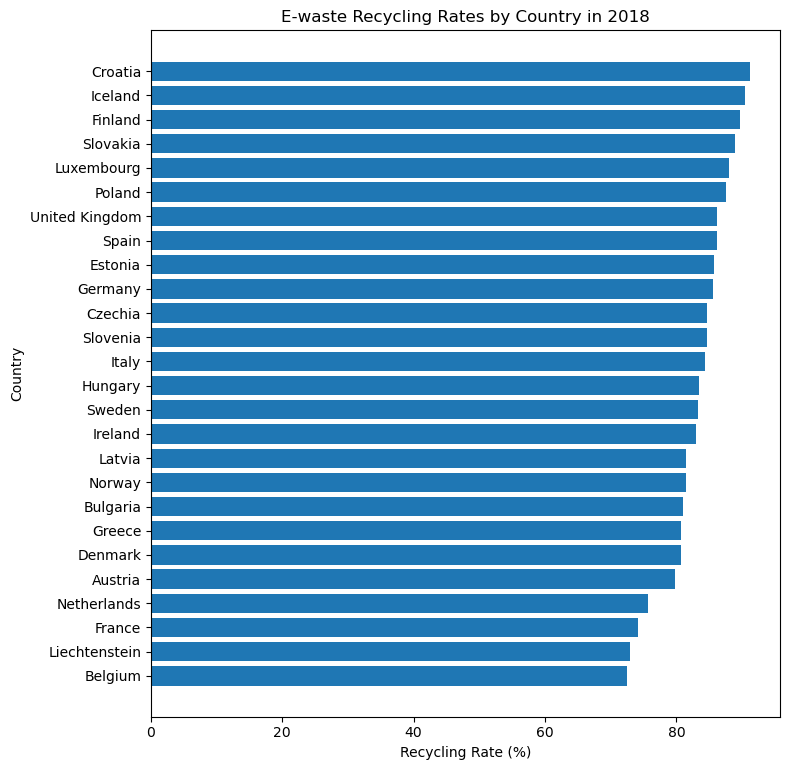 E-waste Recycling Rates by Country in 2018
Croatia
Iceland
Finland
Slovakia
Luxembourg
Poland
United Kingdom
Spain
Estonia
Germany
Czechia
Slovenia
Italy
Hungary
Sweden
Ireland
Latvia
Norway
Bulgaria
Greece
Denmark
Austria
Netherlands
France
Liechtenstein
Belgium
Country
0 20 40 60 80
Recycling Rate (%)